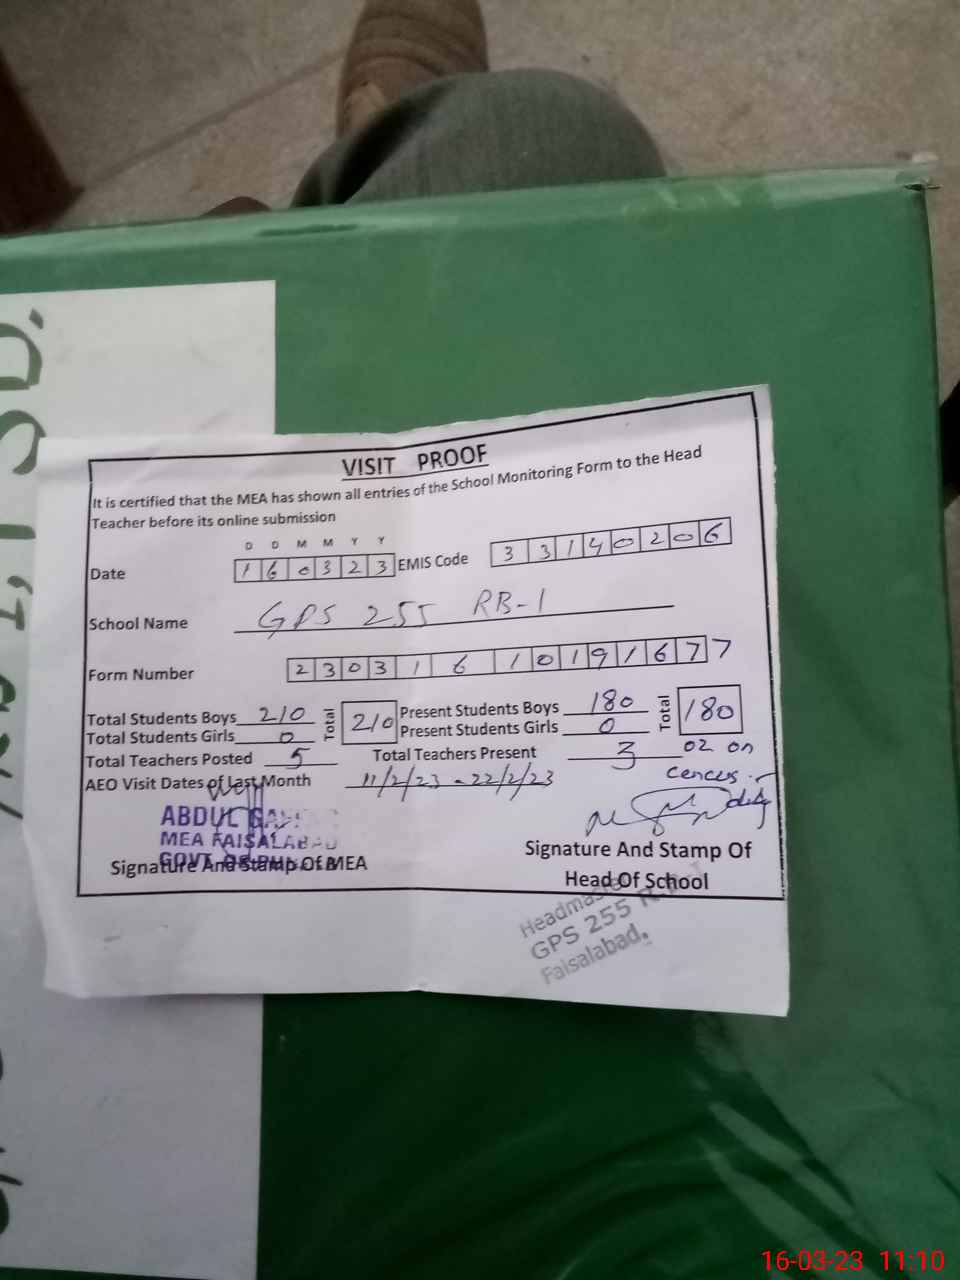 VISIT PROOF
It is certified that the MEA has shown all entries of the School Monitoring Form to the Head
Teacher before its online submission
D D M M Y Y
Date 1 6 0 3 2 3 EMIS Code 3 3 1 4 0 2 0 6
School Name GPS 255 RB-1
Form Number 2 3 0 3 1 6 1 0 1 9 1 6 7 7
Total Students Boys 210 Total 210 Present Students Boys 180 Total 180
Total Students Girls 0 Present Students Girls 0
Total Teachers Posted 5 Total Teachers Present 3 02 on
AEO Visit Dates of Last Month 11/2/23 - 22/2/23 cencus
duty
ABDUL
MEA FAISALABAD
GOVT OF
Signature And Stamp Of MEA
Signature And Stamp Of
Head Of School
Headmaster
GPS 255 R.B-I
Faisalabad.
16-03-23 11:10